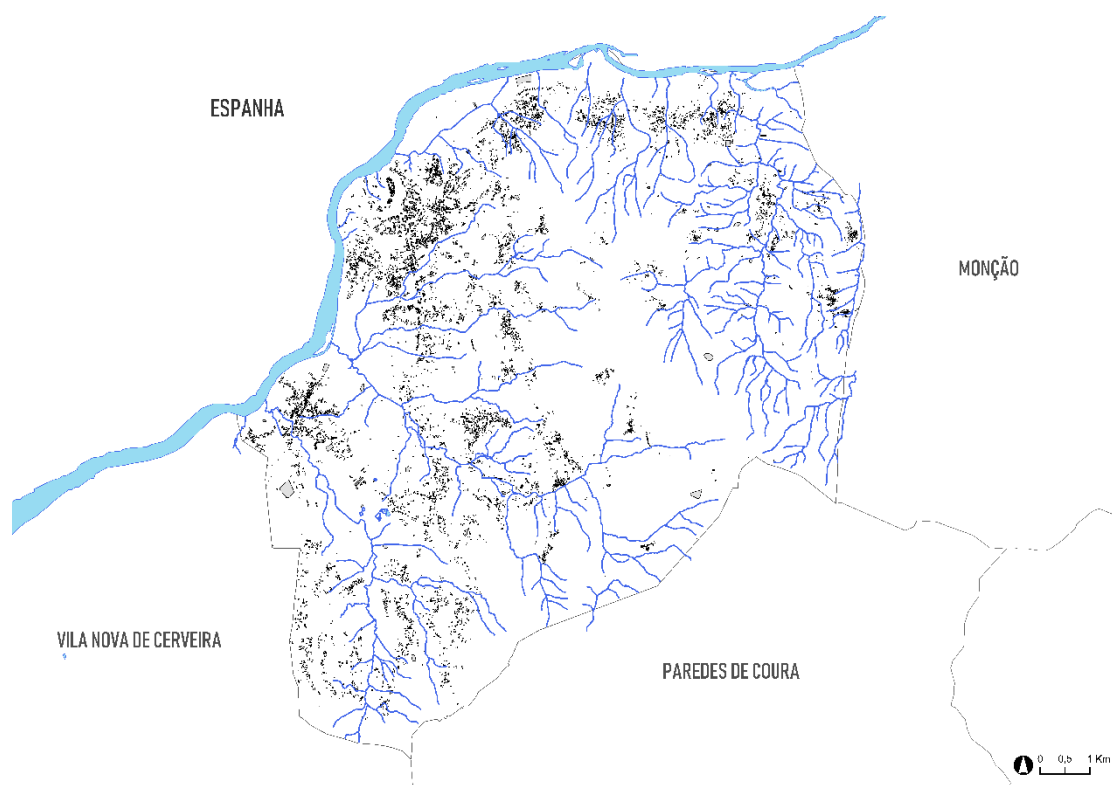 ESPANHA
MONÇÃO
VILA NOVA DE CERVEIRA
PAREDES DE COURA
0 0,5 1 Km